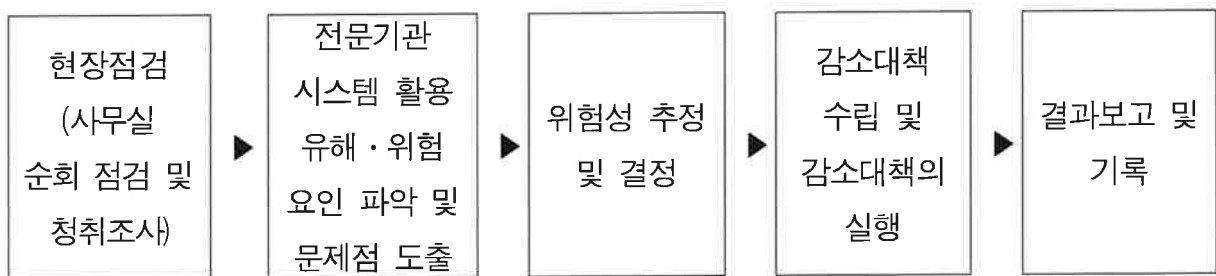 현장점검
(사무실
순회 점검 및
청취조사)
▶
전문기관
시스템 활용
유해·위험
요인 파악 및
문제점 도출
▶
위험성 추정
및 결정
▶
감소대책
수립 및
감소대책의
실행
▶
결과보고 및
기록